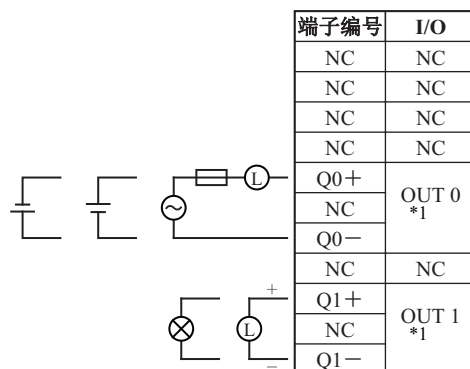 端子编号 I/O
NC NC
NC NC
NC NC
NC NC
L Q0+ OUT 0
NC *1
Q0−
NC NC
+ Q1+ OUT 1
L NC *1
− Q1−